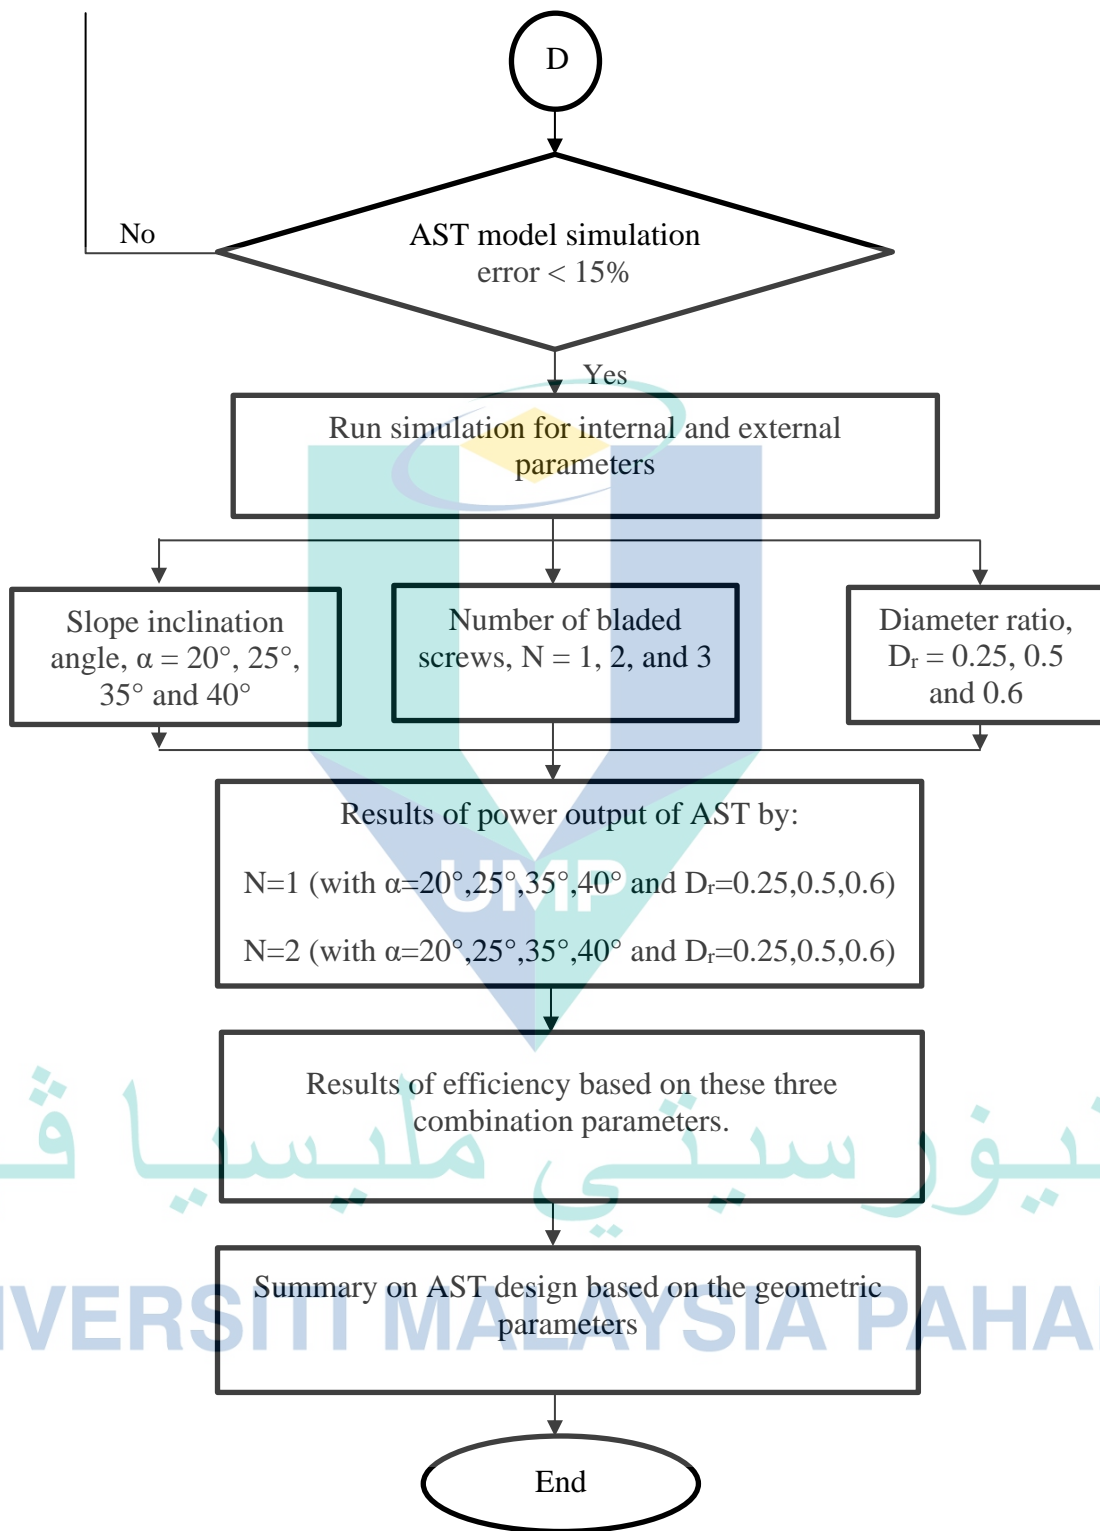 D
No
AST model simulation
error < 15%
Yes
Run simulation for internal and external
parameters
Slope inclination
angle, α = 20°, 25°,
35° and 40°
Number of bladed
screws, N = 1, 2, and 3
Diameter ratio,
Dᵣ = 0.25, 0.5
and 0.6
Results of power output of AST by:
N=1 (with α=20°,25°,35°,40° and Dᵣ=0.25,0.5,0.6)
UMP
N=2 (with α=20°,25°,35°,40° and Dᵣ=0.25,0.5,0.6)
Results of efficiency based on these three
combination parameters.
سيتي مليسيا
Summary on AST design based on the geometric
parameters
IVERSITI MALAYSIA PAHA
End